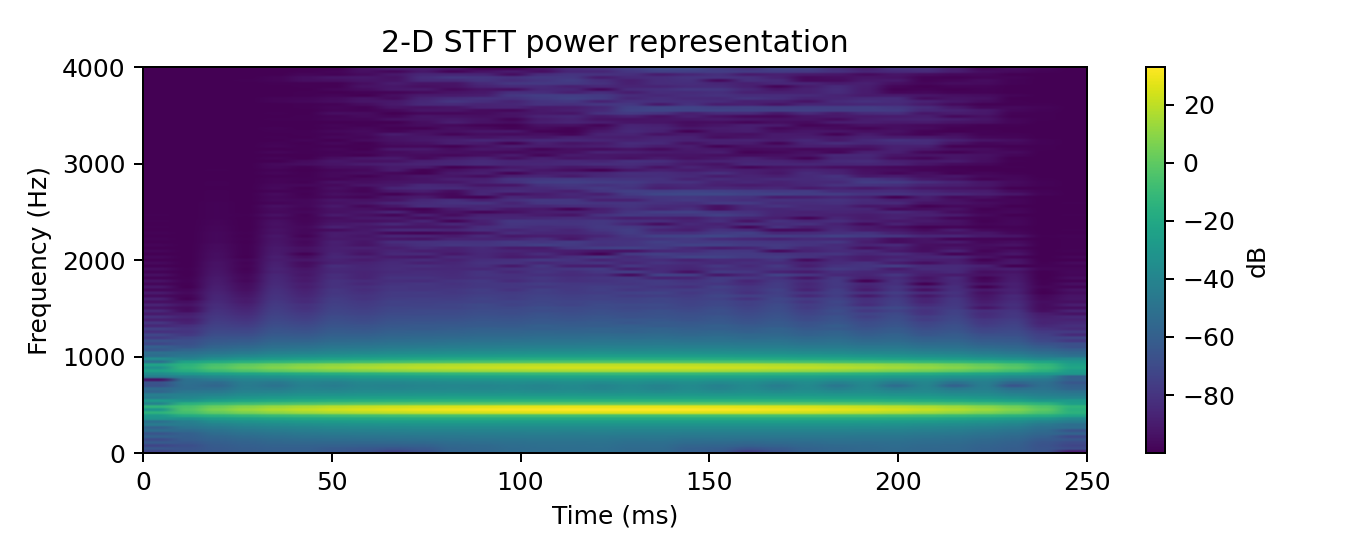 2-D STFT power representation
4000
3000
2000
1000
0
Frequency (Hz)
0 50 100 150 200 250
Time (ms)
20
0
−20
−40
−60
−80
dB